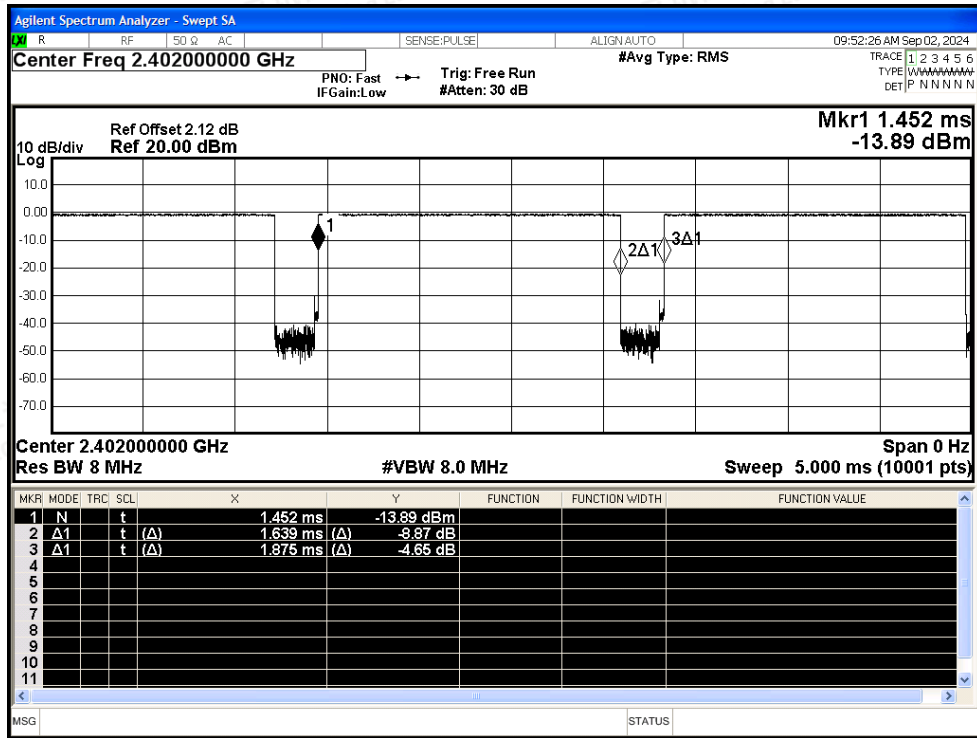 Agilent Spectrum Analyzer - Swept SA
LXI R RF 50 Ω AC SENSE:PULSE ALIGN AUTO 09:52:26 AM Sep 02, 2024
Center Freq 2.402000000 GHz
PNO: Fast
IFGain:Low
Trig: Free Run
#Atten: 30 dB
#Avg Type: RMS
TRACE 1 2 3 4 5 6
TYPE
DET P N N N N N
Mkr1 1.452 ms
-13.89 dBm
Ref Offset 2.12 dB
10 dB/div Ref 20.00 dBm
Log
10.0
0.00
-10.0
-20.0
-30.0
-40.0
-50.0
-60.0
-70.0
1
2Δ1
3Δ1
Center 2.402000000 GHz Span 0 Hz
Res BW 8 MHz #VBW 8.0 MHz Sweep 5.000 ms (10001 pts)
MKR MODE TRC SCL X Y FUNCTION FUNCTION WIDTH FUNCTION VALUE
1 N t 1.452 ms -13.89 dBm
2 Δ1 t (Δ) 1.639 ms (Δ) -8.87 dB
3 Δ1 t (Δ) 1.875 ms (Δ) -4.65 dB
4
5
6
7
8
9
10
11
MSG STATUS